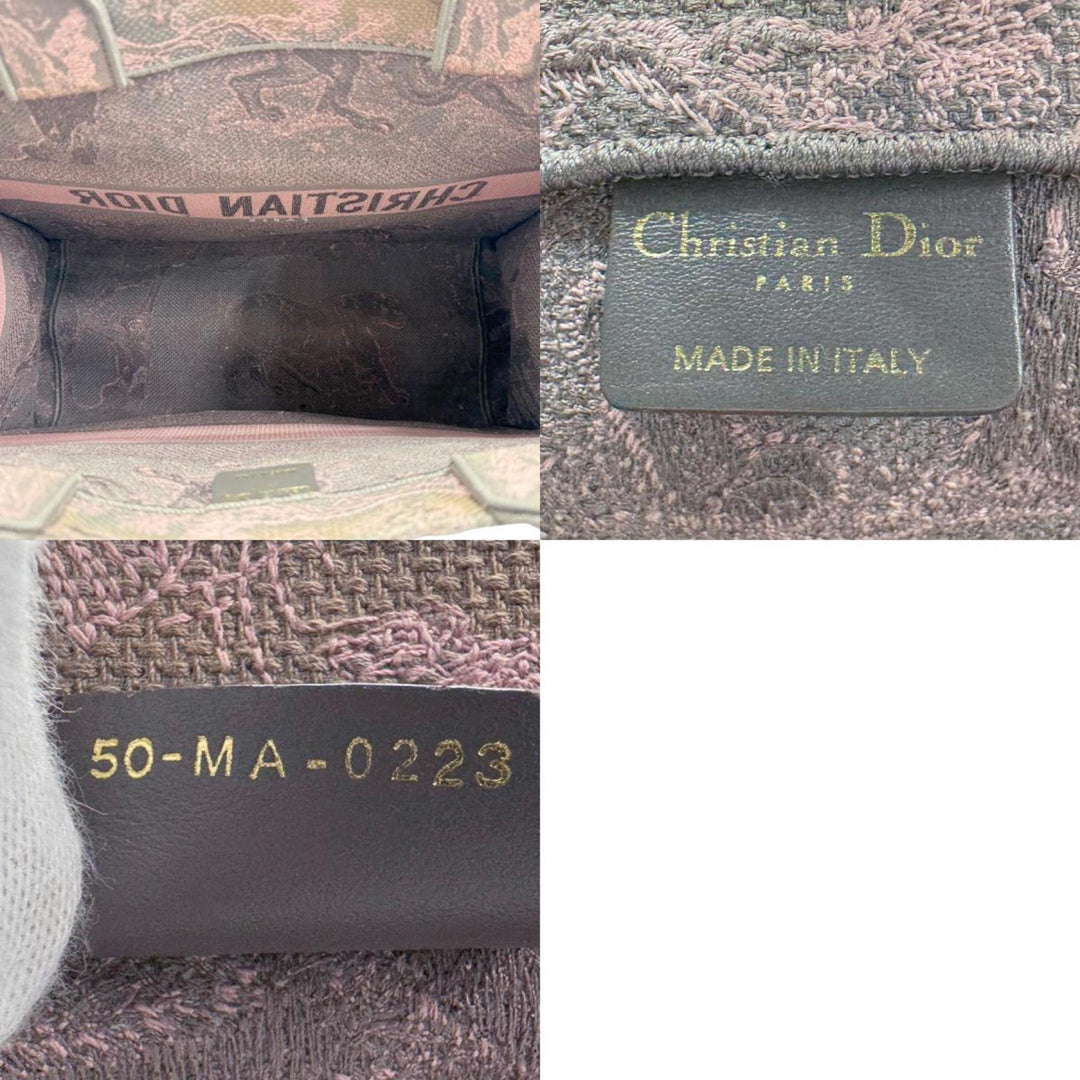 CHRISTIAN DIOR
Christian Dior
PARIS
MADE IN ITALY
50-MA-0223